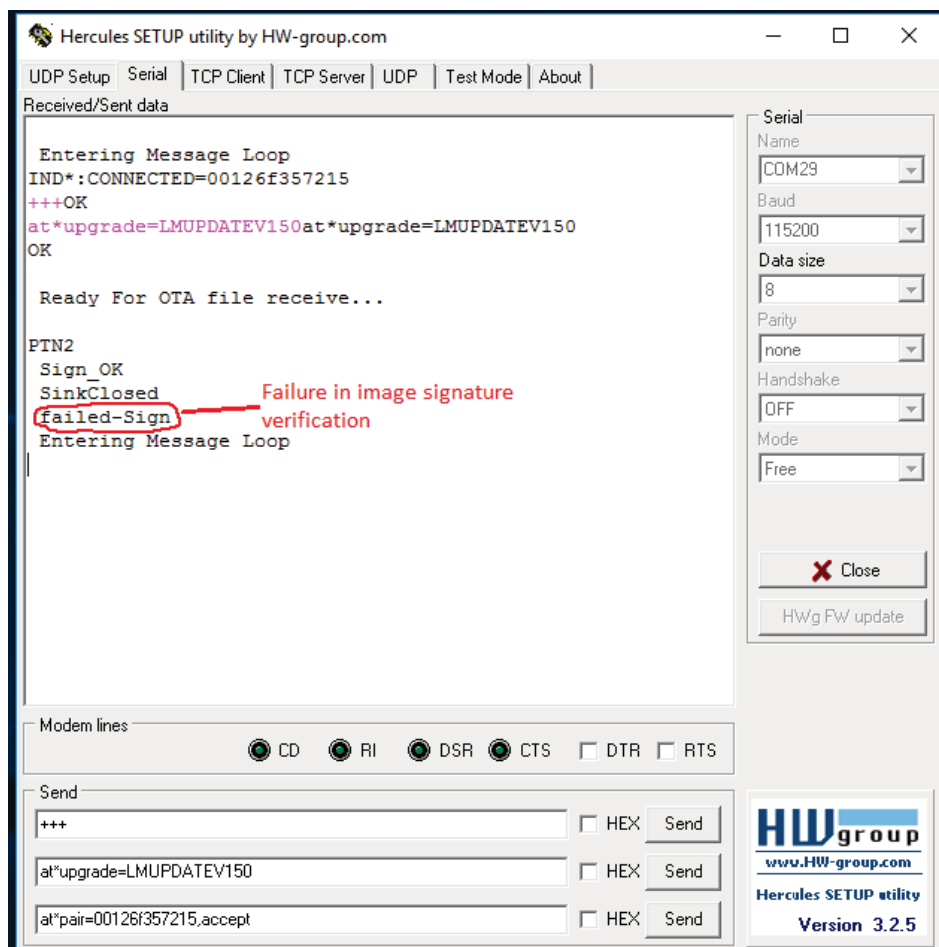 Hercules SETUP utility by HW-group.com
UDP Setup Serial TCP Client TCP Server UDP Test Mode About
Received/Sent data
Entering Message Loop
IND*:CONNECTED=00126f357215
+++OK
at*upgrade=LMUPDATEV150at*upgrade=LMUPDATEV150
OK
Ready For OTA file receive...
PTN2
Sign_OK
SinkClosed
failed-Sign
Entering Message Loop
Failure in image signature
verification
Serial
Name
COM29
Baud
115200
Data size
8
Parity
none
Handshake
OFF
Mode
Free
Close
HWg FW update
Modem lines
CD RI DSR CTS DTR RTS
Send
+++ HEX Send
at*upgrade=LMUPDATEV150 HEX Send
at*pair=00126f357215,accept HEX Send
HWgroup
www.HW-group.com
Hercules SETUP utility
Version 3.2.5